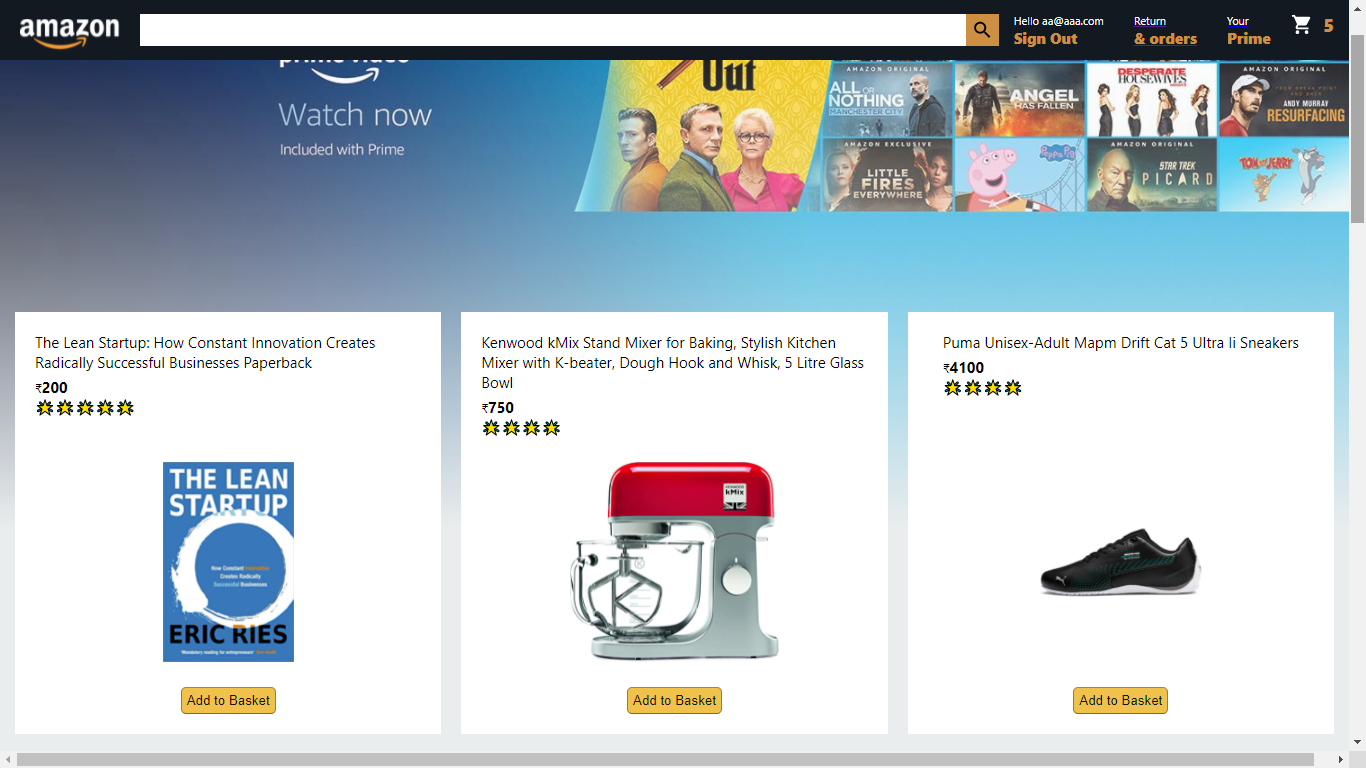 amazon
Hello aa@aaa.com
Sign Out
Return
& orders
Your
Prime
5
prime video
Watch now
Included with Prime
Out
AMAZON ORIGINAL
ALL OR
NOTHING
MANCHESTER CITY
ANGEL
HAS FALLEN
DESPERATE
HOUSEWIVES
AMAZON ORIGINAL
ANDY MURRAY
RESURFACING
AMAZON EXCLUSIVE
LITTLE
FIRES
EVERYWHERE
Peppa Pig
AMAZON ORIGINAL
STAR TREK
PICARD
TOM AND JERRY
The Lean Startup: How Constant Innovation Creates
Radically Successful Businesses Paperback
₹200
THE LEAN
STARTUP
How Constant Innovation
Creates Radically
Successful Businesses
ERIC RIES
'Mandatory reading for entrepreneurs'
Add to Basket
Kenwood kMix Stand Mixer for Baking, Stylish Kitchen
Mixer with K-beater, Dough Hook and Whisk, 5 Litre Glass
Bowl
₹750
KENWOOD
kMix
K
Add to Basket
Puma Unisex-Adult Mapm Drift Cat 5 Ultra Ii Sneakers
₹4100
Add to Basket